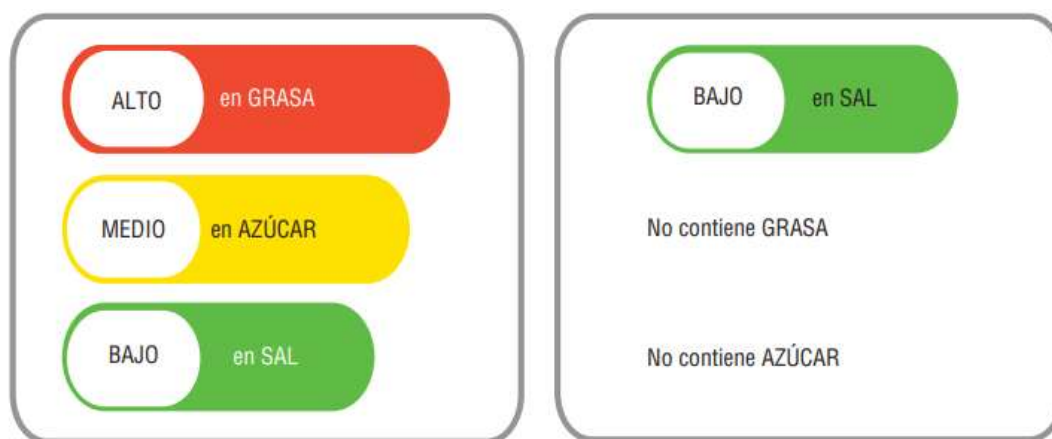 ALTO en GRASA
MEDIO en AZÚCAR
BAJO en SAL
BAJO en SAL
No contiene GRASA
No contiene AZÚCAR